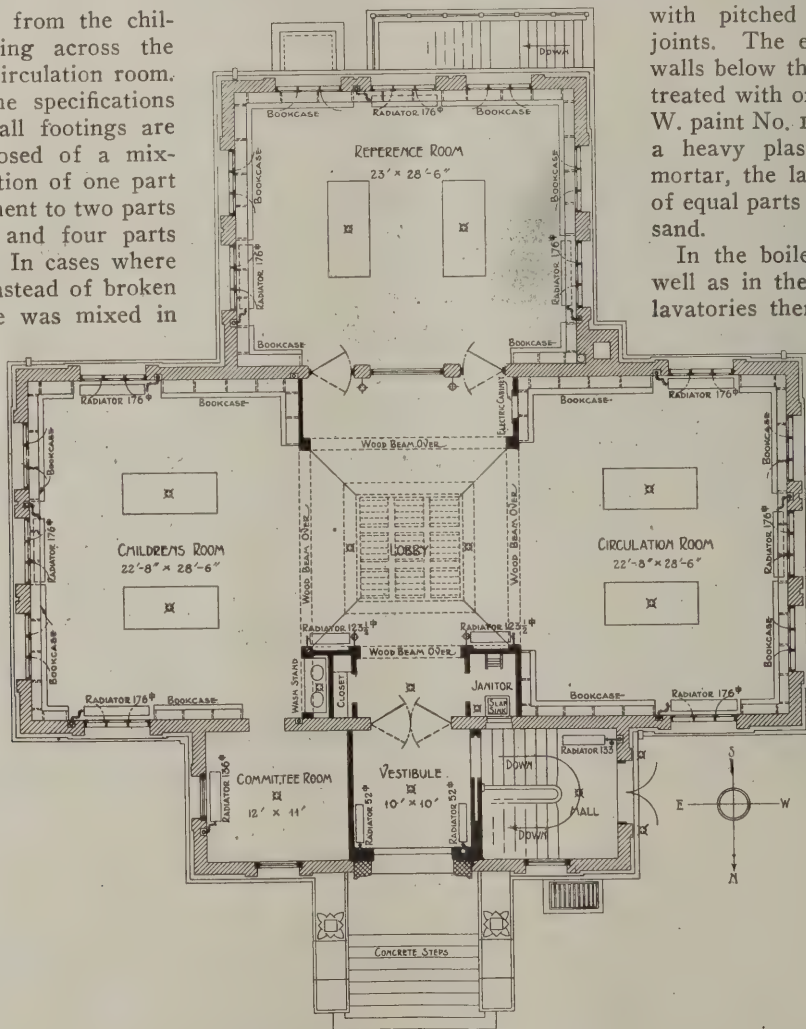 from the chil-
ing across the
irculation room.
ne specifications
all footings are
osed of a mix-
tion of one part
nent to two parts
and four parts
In cases where
nstead of broken
e was mixed in
with pitched
joints. The e
walls below th
treated with o
W. paint No.
a heavy plas
mortar, the la
of equal parts
sand.
In the boile
well as in the
lavatories ther
DOWN
BOOKCASE
RADIATOR 176⌽
BOOKCASE
BOOKCASE
BOOKCASE
REFERENCE ROOM
23' × 28'-6"
RADIATOR 176⌽
RADIATOR 176⌽
BOOKCASE
BOOKCASE
RADIATOR 176⌽
BOOKCASE
ELECTRIC CABINET
BOOKCASE
RADIATOR 176⌽
BOOKCASE
BOOKCASE
WOOD BEAM OVER
CHILDRENS ROOM
22'-8" × 28'-6"
RADIATOR 176⌽
WOOD BEAM OVER
LOBBY
WOOD BEAM OVER
CIRCULATION ROOM
22'-8" × 28'-6"
RADIATOR 176⌽
BOOKCASE
BOOKCASE
RADIATOR 123½⌽
RADIATOR 123½⌽
WOOD BEAM OVER
RADIATOR 176⌽
BOOKCASE
WASH STAND
CLOSET
JANITOR
SLOP SINK
BOOKCASE
RADIATOR 176⌽
COMMITTEE ROOM
12' × 11'
RADIATOR 136⌽
VESTIBULE
10' × 10'
RADIATOR 52⌽
RADIATOR 52⌽
DOWN
DOWN
HALL
RADIATOR 133⌽
S
E
W
N
CONCRETE STEPS